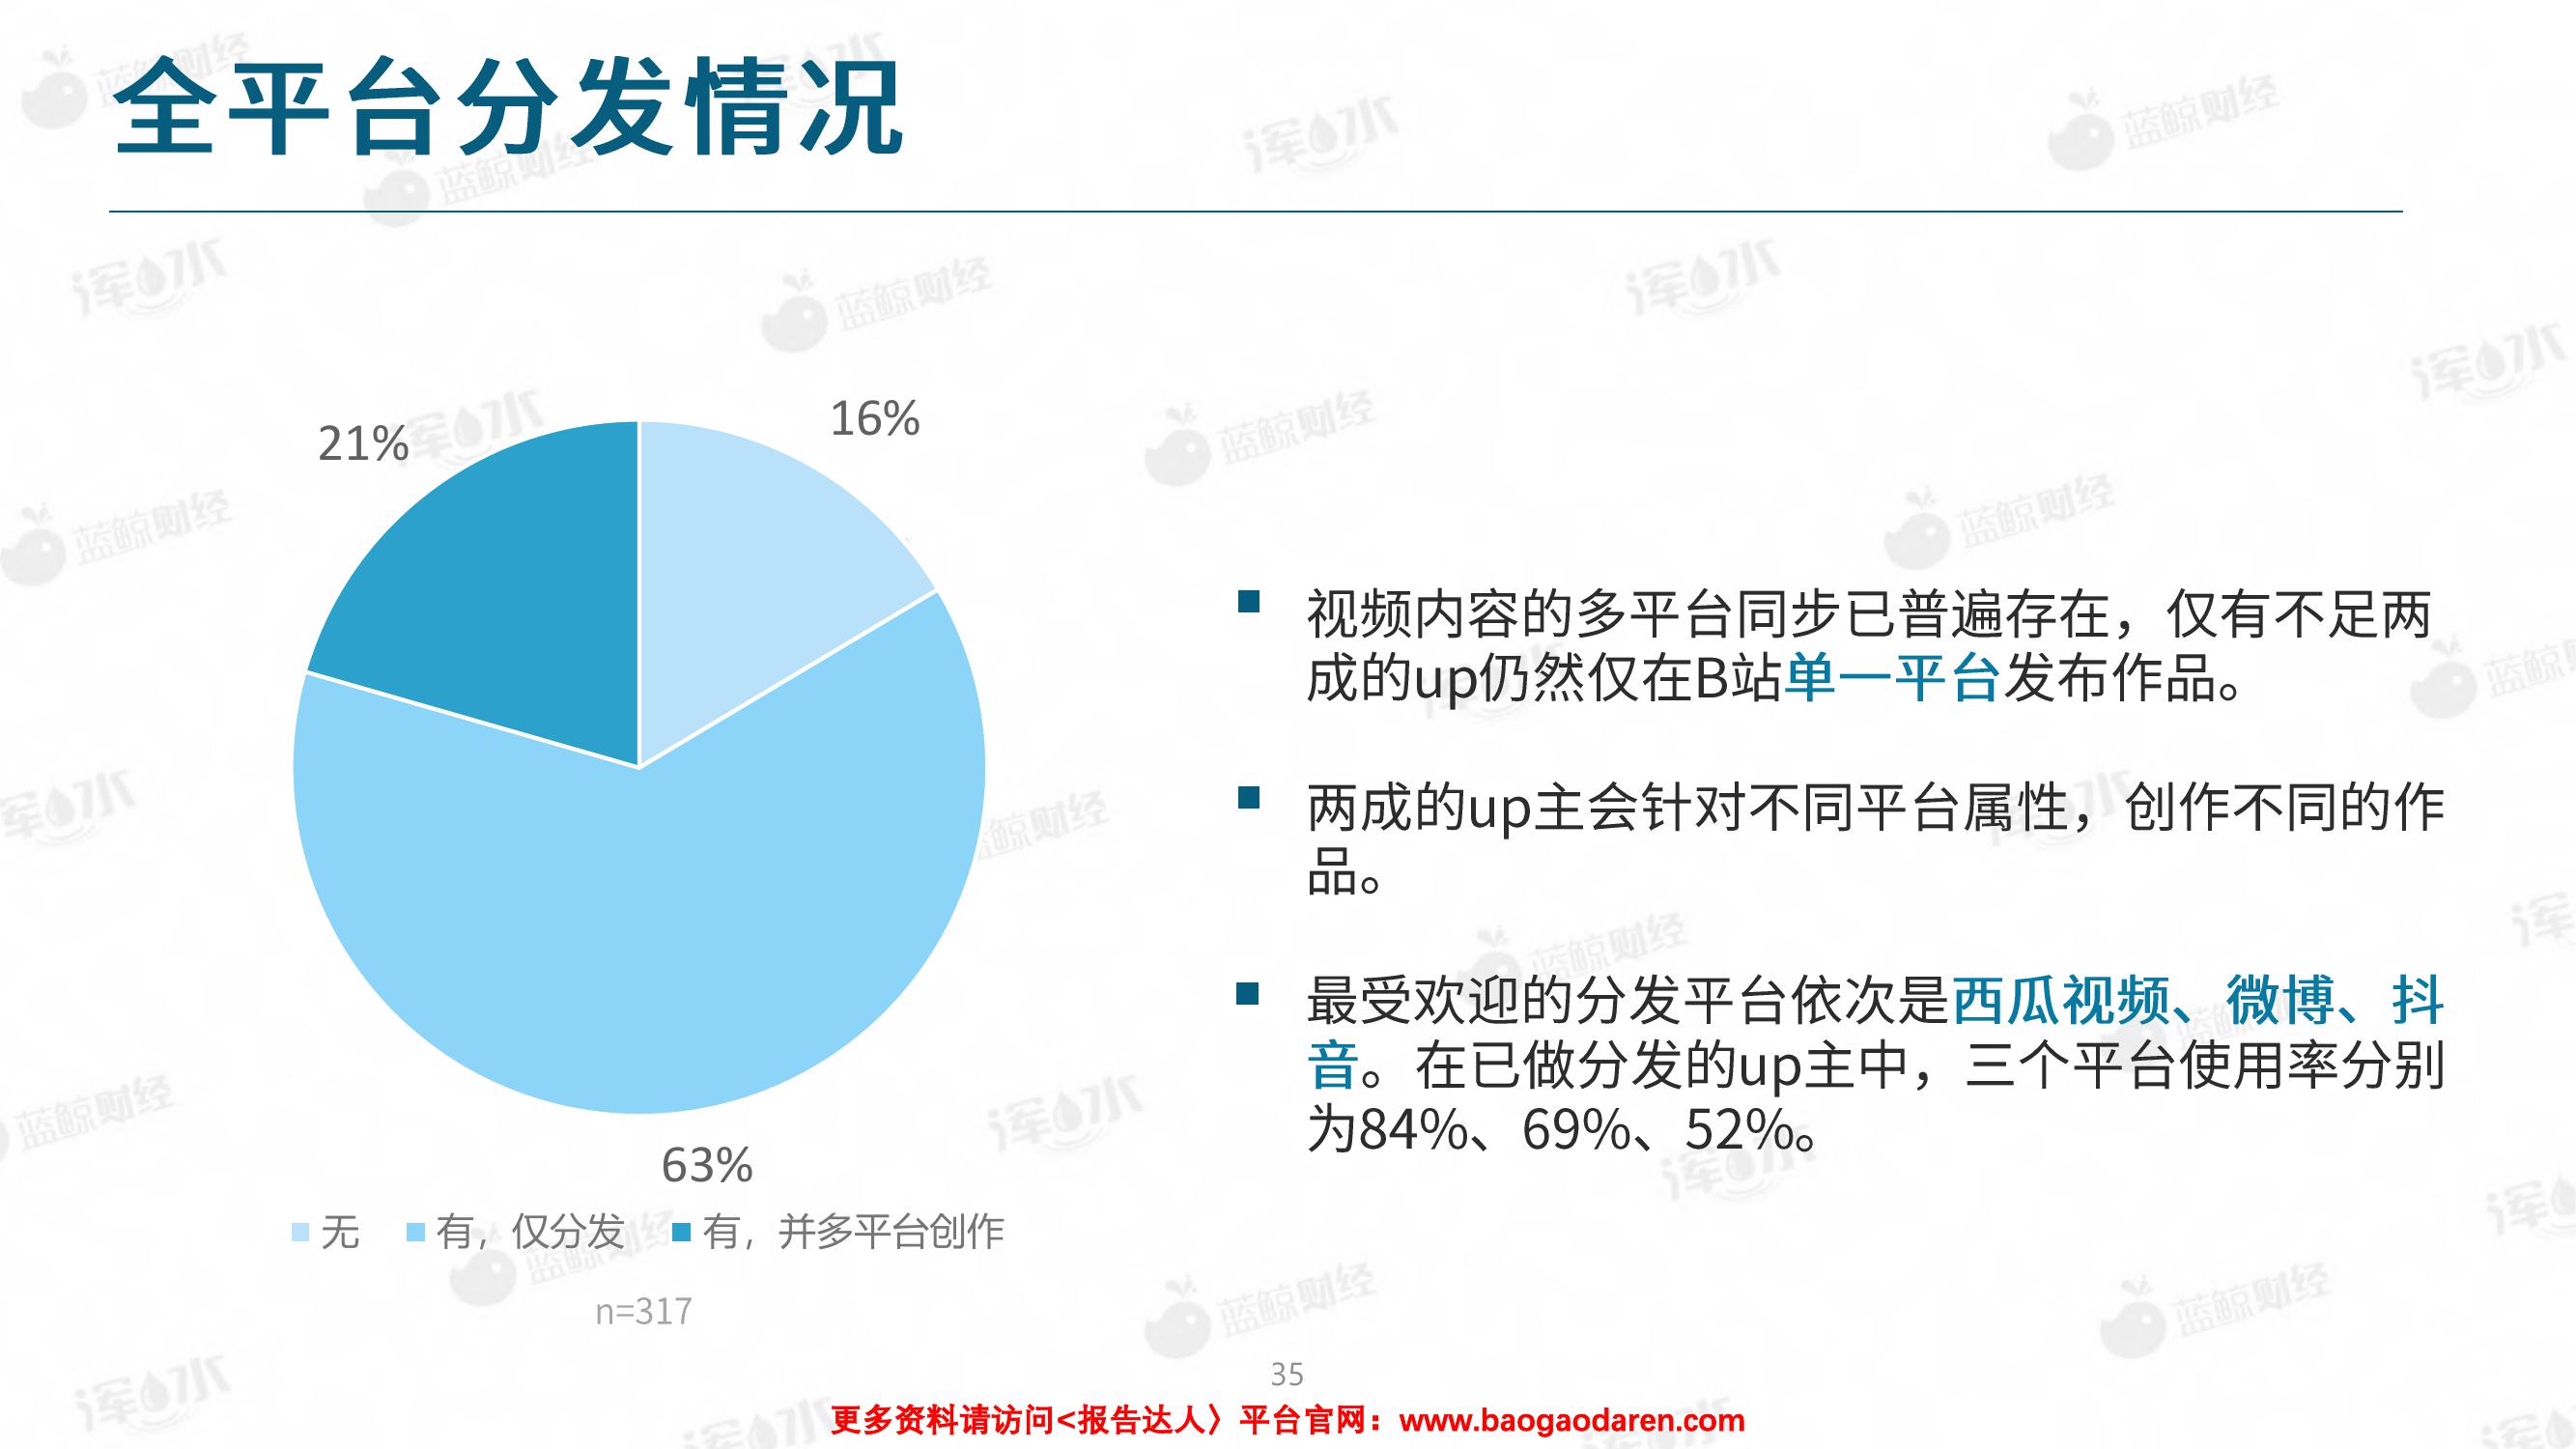 全平台分发情况
16%
21%
63%
无 有，仅分发 有，并多平台创作
n=317
视频内容的多平台同步已普遍存在，仅有不足两
成的up仍然仅在B站单一平台发布作品。
两成的up主会针对不同平台属性，创作不同的作
品。
最受欢迎的分发平台依次是西瓜视频、微博、抖
音。在已做分发的up主中，三个平台使用率分别
为84%、69%、52%。
35
更多资料请访问<报告达人〉平台官网：www.baogaodaren.com
蓝鲸财经
浑水